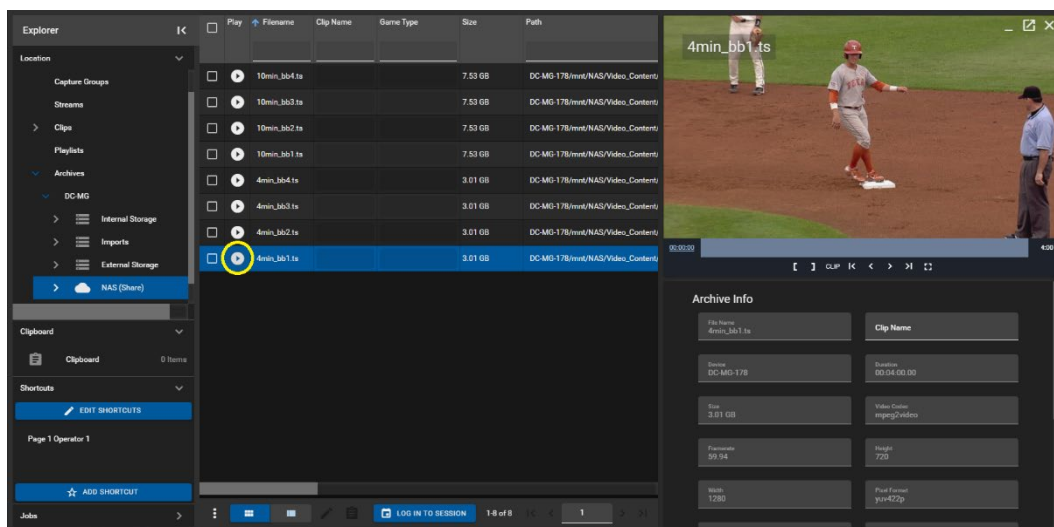 Explorer
Location
Capture Groups
Streams
Clips
Playlists
Archives
DC-MG
Internal Storage
Imports
External Storage
NAS (Share)
Clipboard
Clipboard 0 Items
Shortcuts
EDIT SHORTCUTS
Page 1 Operator 1
ADD SHORTCUT
Jobs
Play Filename Clip Name Game Type Size Path
10min_bb4.ts 7.53 GB DC-MG-178/mnt/NAS/Video_Content/
10min_bb3.ts 7.53 GB DC-MG-178/mnt/NAS/Video_Content/
10min_bb2.ts 7.53 GB DC-MG-178/mnt/NAS/Video_Content/
10min_bb1.ts 7.53 GB DC-MG-178/mnt/NAS/Video_Content/
4min_bb4.ts 3.01 GB DC-MG-178/mnt/NAS/Video_Content/
4min_bb3.ts 3.01 GB DC-MG-178/mnt/NAS/Video_Content/
4min_bb2.ts 3.01 GB DC-MG-178/mnt/NAS/Video_Content/
4min_bb1.ts 3.01 GB DC-MG-178/mnt/NAS/Video_Content/
LOG IN TO SESSION 1-8 of 8 1
4min_bb1.ts
00:00:00 4:00
[ ] CLIP
Archive Info
File Name
4min_bb1.ts
Clip Name
Device
DC-MG-178
Duration
00:04:00.00
Size
3.01 GB
Video Codec
mpeg2video
Framerate
59.94
Height
720
Width
1280
Pixel Format
yuv422p